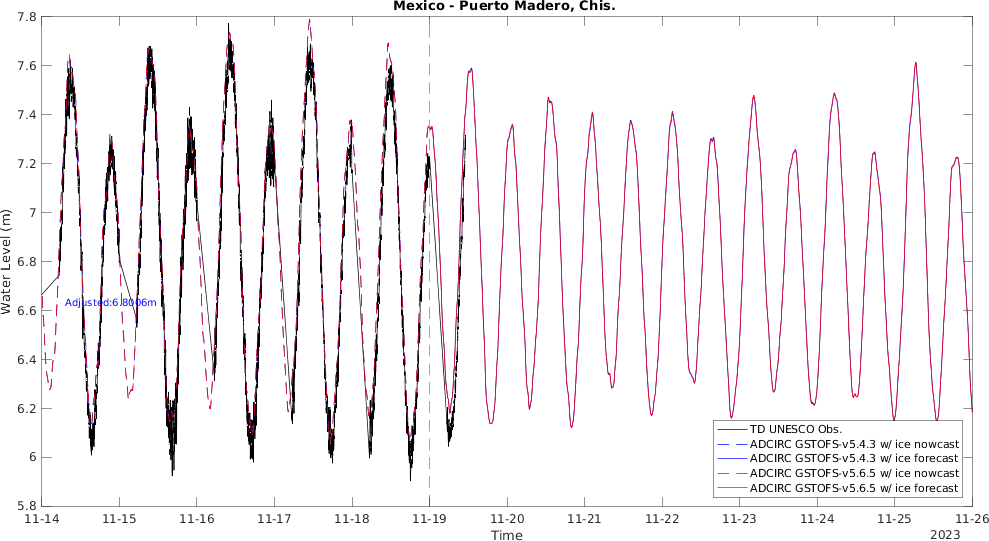 Mexico - Puerto Madero, Chis.
7.8
7.6
7.4
7.2
7
6.8
6.6
6.4
6.2
6
5.8
Water Level (m)
Adjusted:6.8006m
TD UNESCO Obs.
ADCIRC GSTOFS-v5.4.3 w/ ice nowcast
ADCIRC GSTOFS-v5.4.3 w/ ice forecast
ADCIRC GSTOFS-v5.6.5 w/ ice nowcast
ADCIRC GSTOFS-v5.6.5 w/ ice forecast
11-14 11-15 11-16 11-17 11-18 11-19 11-20 11-21 11-22 11-23 11-24 11-25 11-26
Time
2023